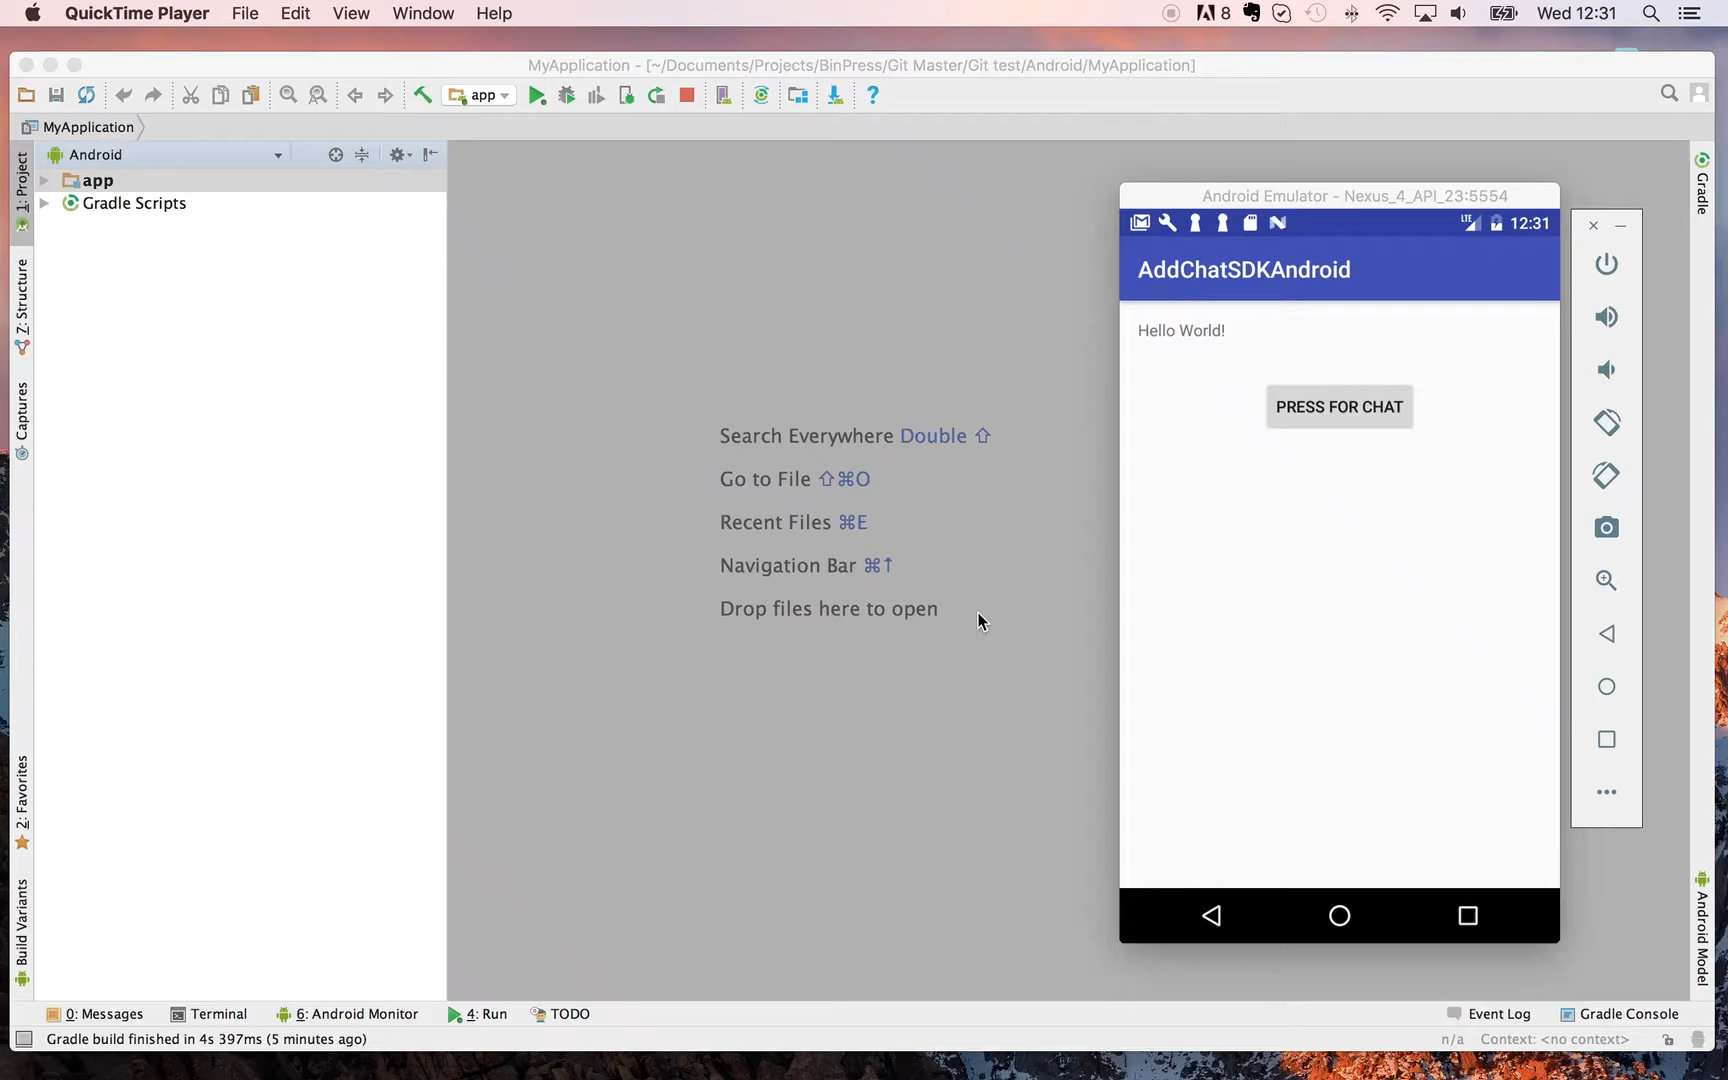 QuickTime Player File Edit View Window Help
8 Wed 12:31
MyApplication - [~/Documents/Projects/BinPress/Git Master/Git test/Android/MyApplication]
app
MyApplication
Android
app
Gradle Scripts
1: Project
7: Structure
Captures
2: Favorites
Build Variants
Search Everywhere Double ⇧
Go to File ⇧⌘O
Recent Files ⌘E
Navigation Bar ⌘↑
Drop files here to open
Android Emulator - Nexus_4_API_23:5554
LTE 12:31
AddChatSDKAndroid
Hello World!
PRESS FOR CHAT
Gradle
Android Model
0: Messages Terminal 6: Android Monitor 4: Run TODO
Event Log Gradle Console
Gradle build finished in 4s 397ms (5 minutes ago)
n/a Context: <no context>